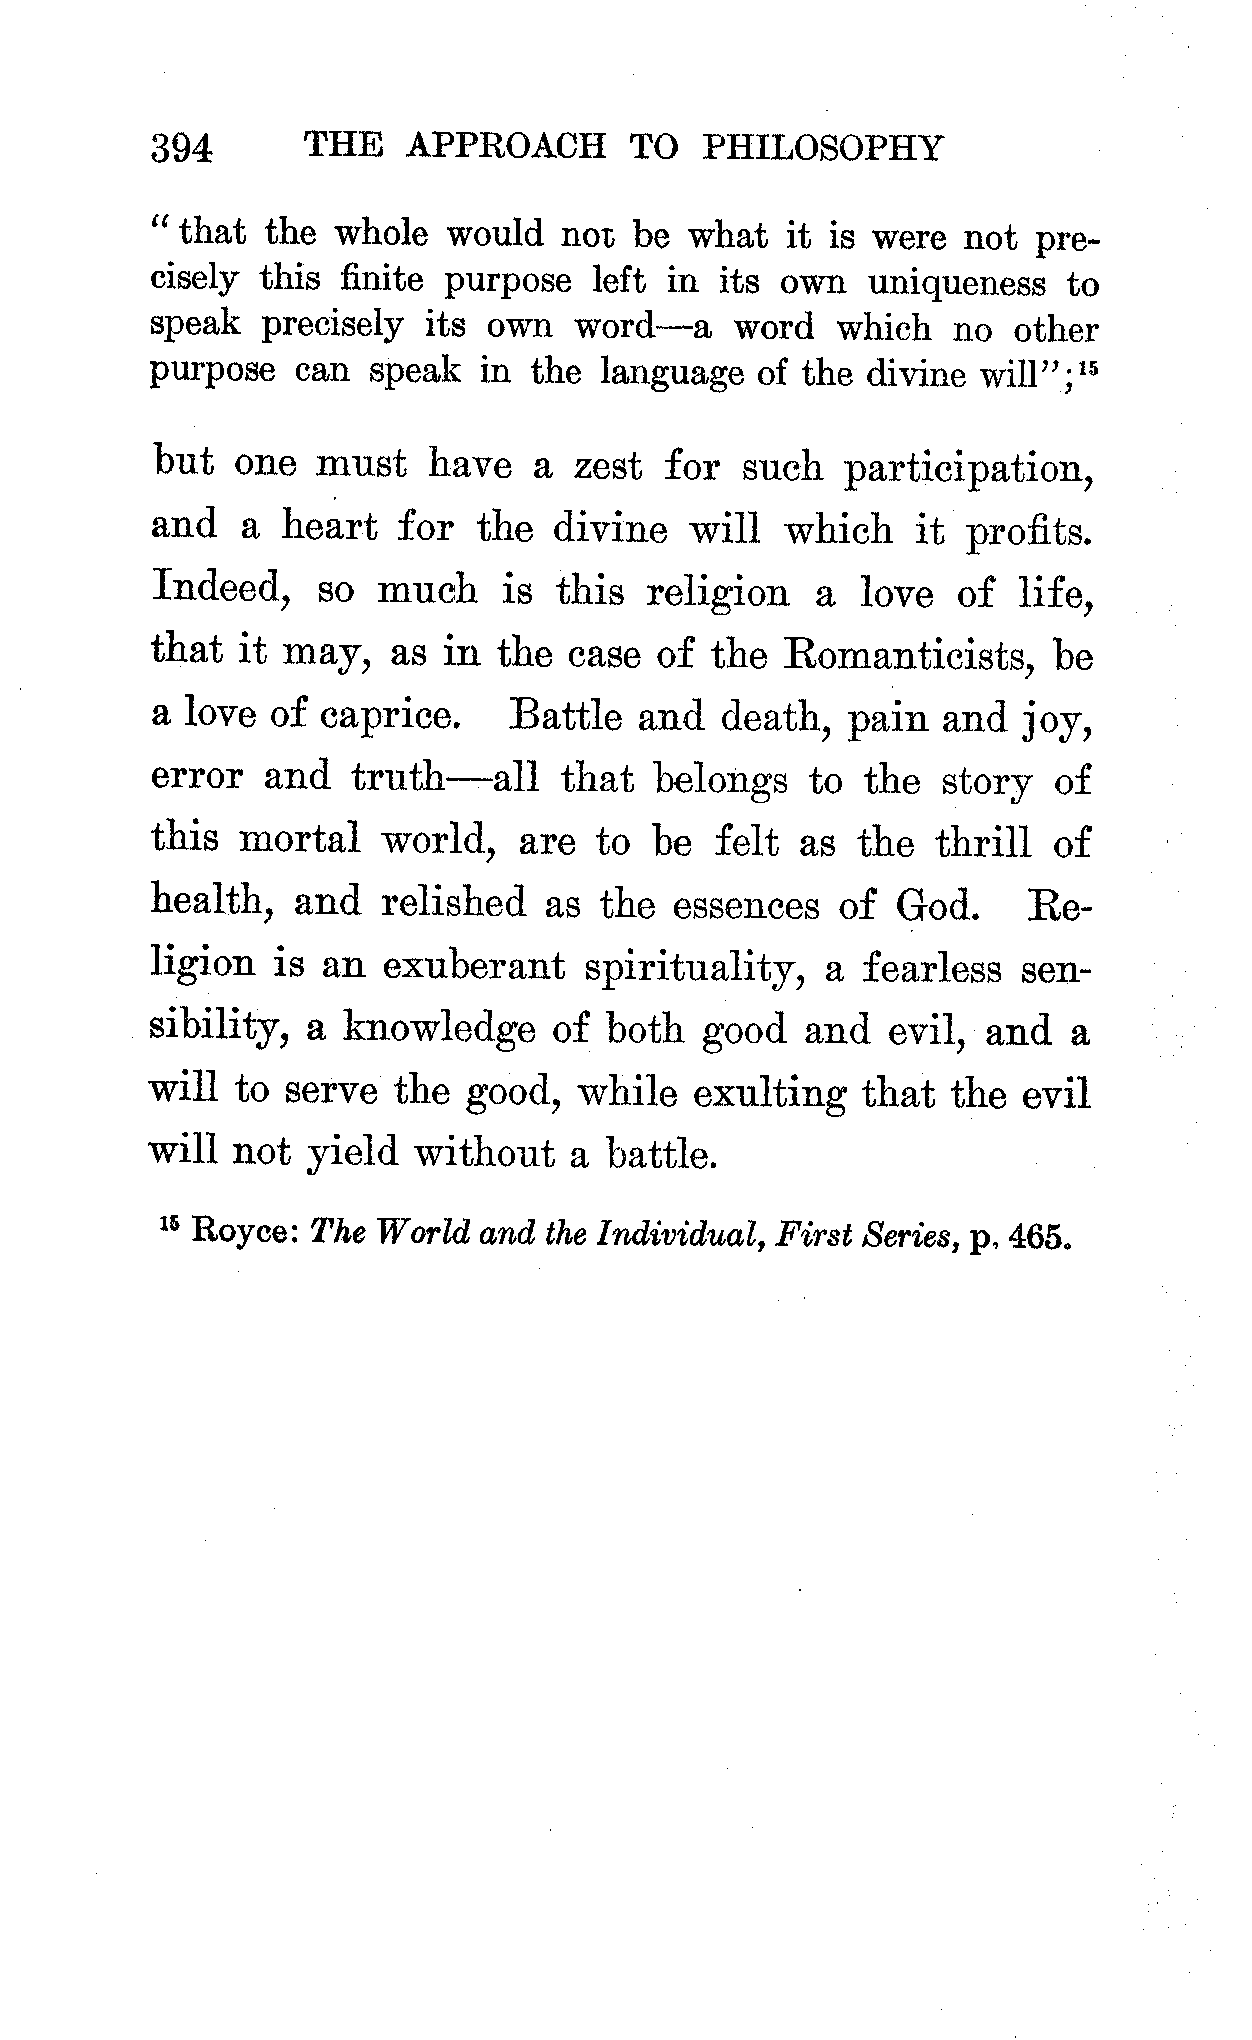 394 THE APPROACH TO PHILOSOPHY
“that the whole would not be what it is were not pre-
cisely this finite purpose left in its own uniqueness to
speak precisely its own word—a word which no other
purpose can speak in the language of the divine will”;¹⁵
but one must have a zest for such participation,
and a heart for the divine will which it profits.
Indeed, so much is this religion a love of life,
that it may, as in the case of the Romanticists, be
a love of caprice. Battle and death, pain and joy,
error and truth—all that belongs to the story of
this mortal world, are to be felt as the thrill of
health, and relished as the essences of God. Re-
ligion is an exuberant spirituality, a fearless sen-
sibility, a knowledge of both good and evil, and a
will to serve the good, while exulting that the evil
will not yield without a battle.
¹⁵ Royce: The World and the Individual, First Series, p. 465.